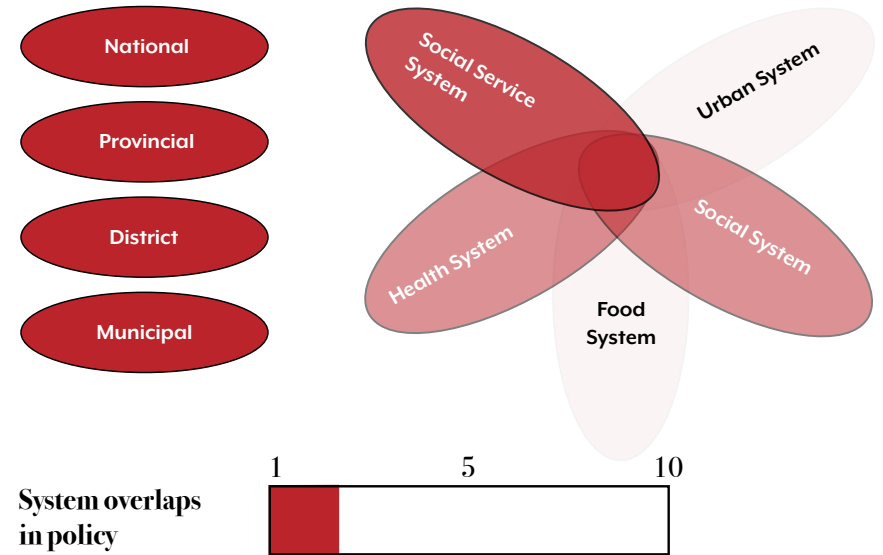 National
Provincial
District
Municipal
Social Service
System
Urban System
Health System
Social System
Food
System
1 5 10
System overlaps
in policy